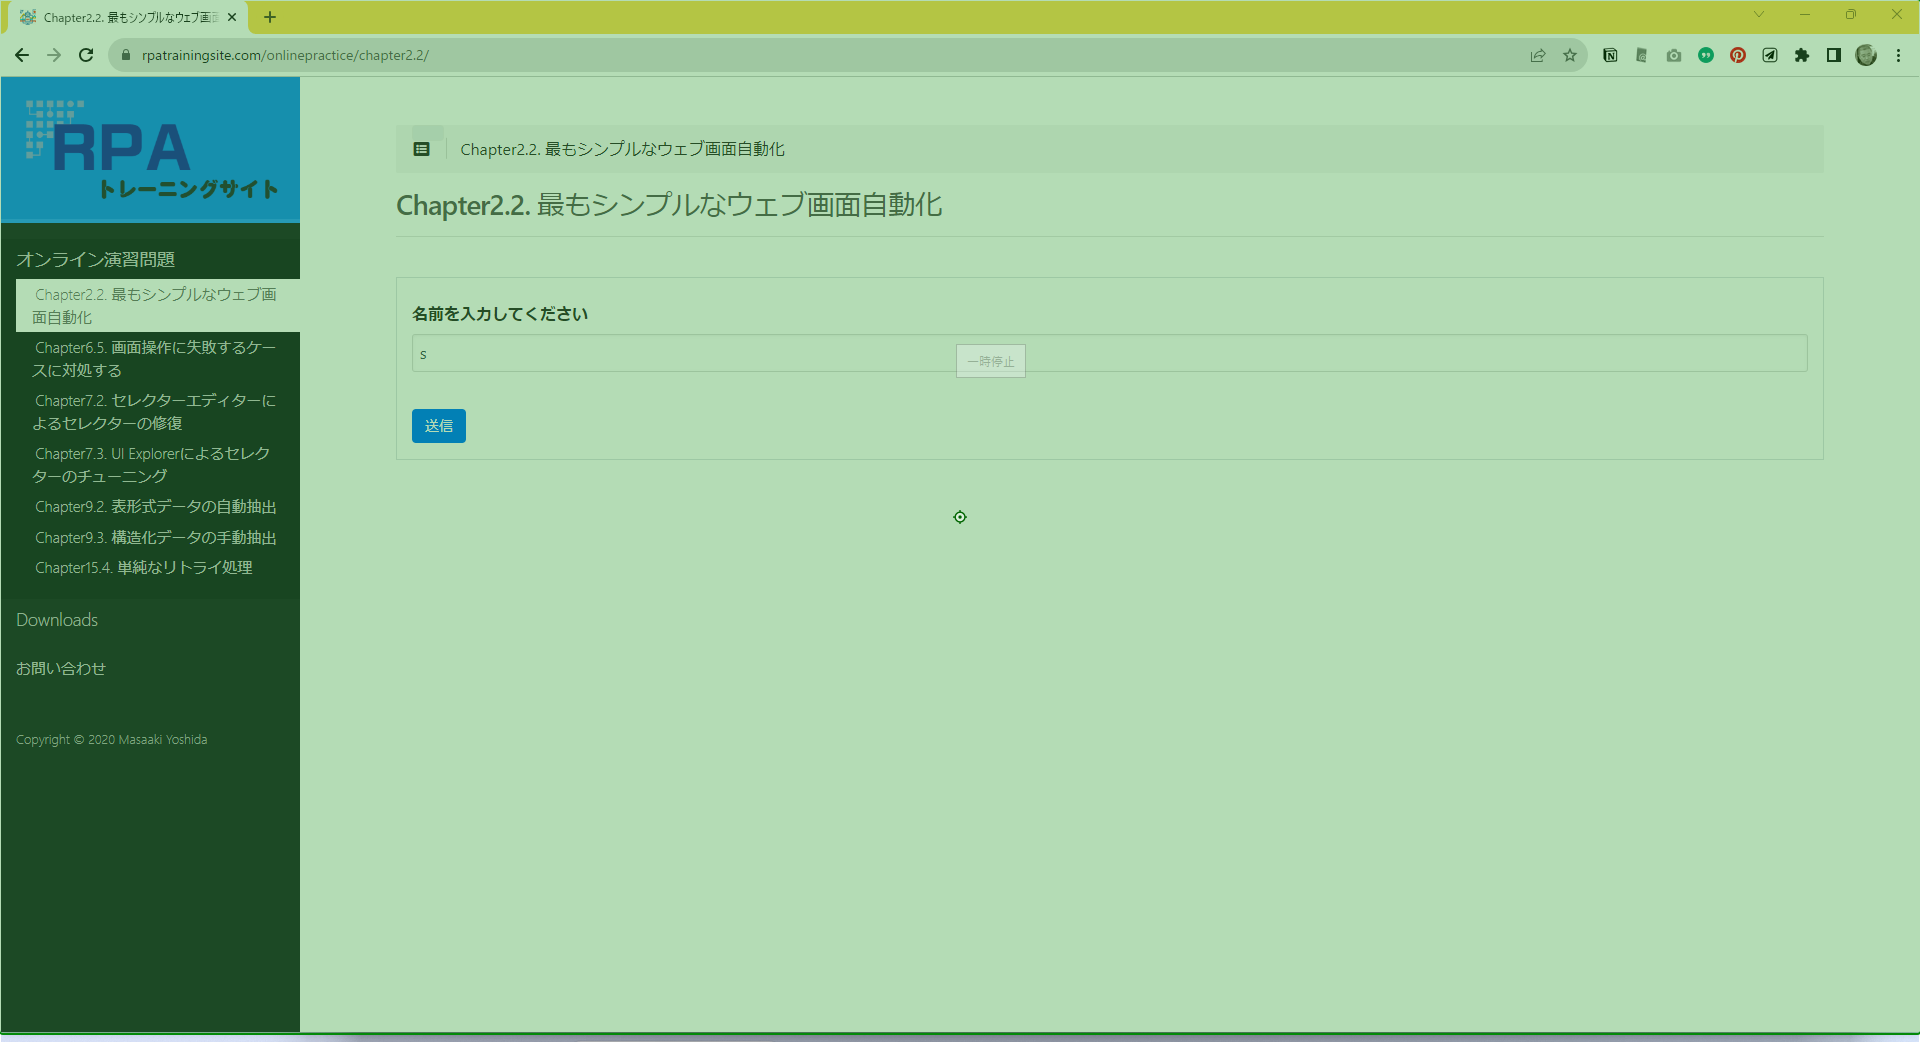 Chapter2.2. 最もシンプルなウェブ画面
rpatrainingsite.com/onlinepractice/chapter2.2/
RPA
トレーニングサイト
オンライン演習問題
Chapter2.2. 最もシンプルなウェブ画
面自動化
Chapter6.5. 画面操作に失敗するケー
スに対処する
Chapter7.2. セレクターエディターに
よるセレクターの修復
Chapter7.3. UI Explorerによるセレク
ターのチューニング
Chapter9.2. 表形式データの自動抽出
Chapter9.3. 構造化データの手動抽出
Chapter15.4. 単純なリトライ処理
Downloads
お問い合わせ
Copyright © 2020 Masaaki Yoshida
Chapter2.2. 最もシンプルなウェブ画面自動化
Chapter2.2. 最もシンプルなウェブ画面自動化
名前を入力してください
s
一時停止
送信